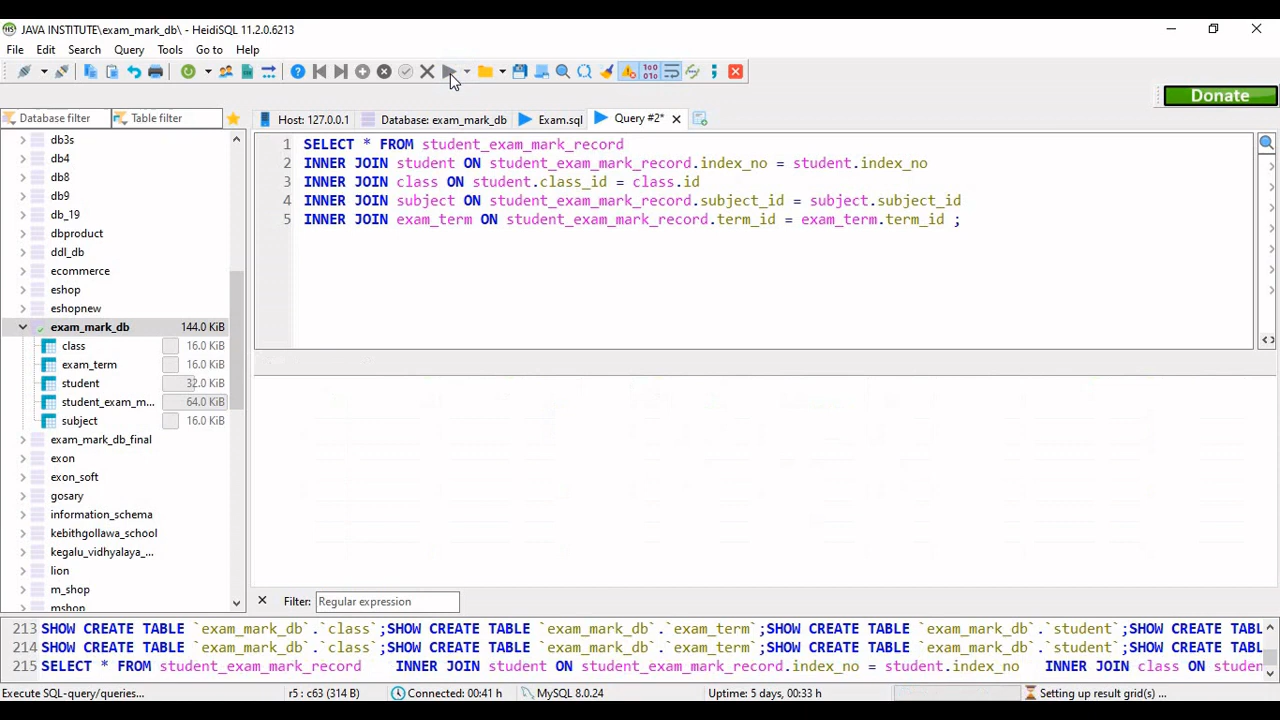 JAVA INSTITUTE\exam_mark_db\ - HeidiSQL 11.2.0.6213
File Edit Search Query Tools Go to Help
Donate
Database filter Table filter
Host: 127.0.0.1 Database: exam_mark_db Exam.sql Query #2*
db3s
db4
db8
db9
db_19
dbproduct
ddl_db
ecommerce
eshop
eshopnew
exam_mark_db 144.0 KiB
class 16.0 KiB
exam_term 16.0 KiB
student 32.0 KiB
student_exam_m... 64.0 KiB
subject 16.0 KiB
exam_mark_db_final
exon
exon_soft
gosary
information_schema
kebithgollawa_school
kegalu_vidhyalaya_...
lion
m_shop
mshop
1 SELECT * FROM student_exam_mark_record
2 INNER JOIN student ON student_exam_mark_record.index_no = student.index_no
3 INNER JOIN class ON student.class_id = class.id
4 INNER JOIN subject ON student_exam_mark_record.subject_id = subject.subject_id
5 INNER JOIN exam_term ON student_exam_mark_record.term_id = exam_term.term_id ;
Filter: Regular expression
213 SHOW CREATE TABLE `exam_mark_db`.`class`;SHOW CREATE TABLE `exam_mark_db`.`exam_term`;SHOW CREATE TABLE `exam_mark_db`.`student`;SHOW CREATE TABL
214 SHOW CREATE TABLE `exam_mark_db`.`class`;SHOW CREATE TABLE `exam_mark_db`.`exam_term`;SHOW CREATE TABLE `exam_mark_db`.`student`;SHOW CREATE TABL
215 SELECT * FROM student_exam_mark_record INNER JOIN student ON student_exam_mark_record.index_no = student.index_no INNER JOIN class ON studen
Execute SQL-query/queries... r5 : c63 (314 B) Connected: 00:41 h MySQL 8.0.24 Uptime: 5 days, 00:33 h Setting up result grid(s) ...